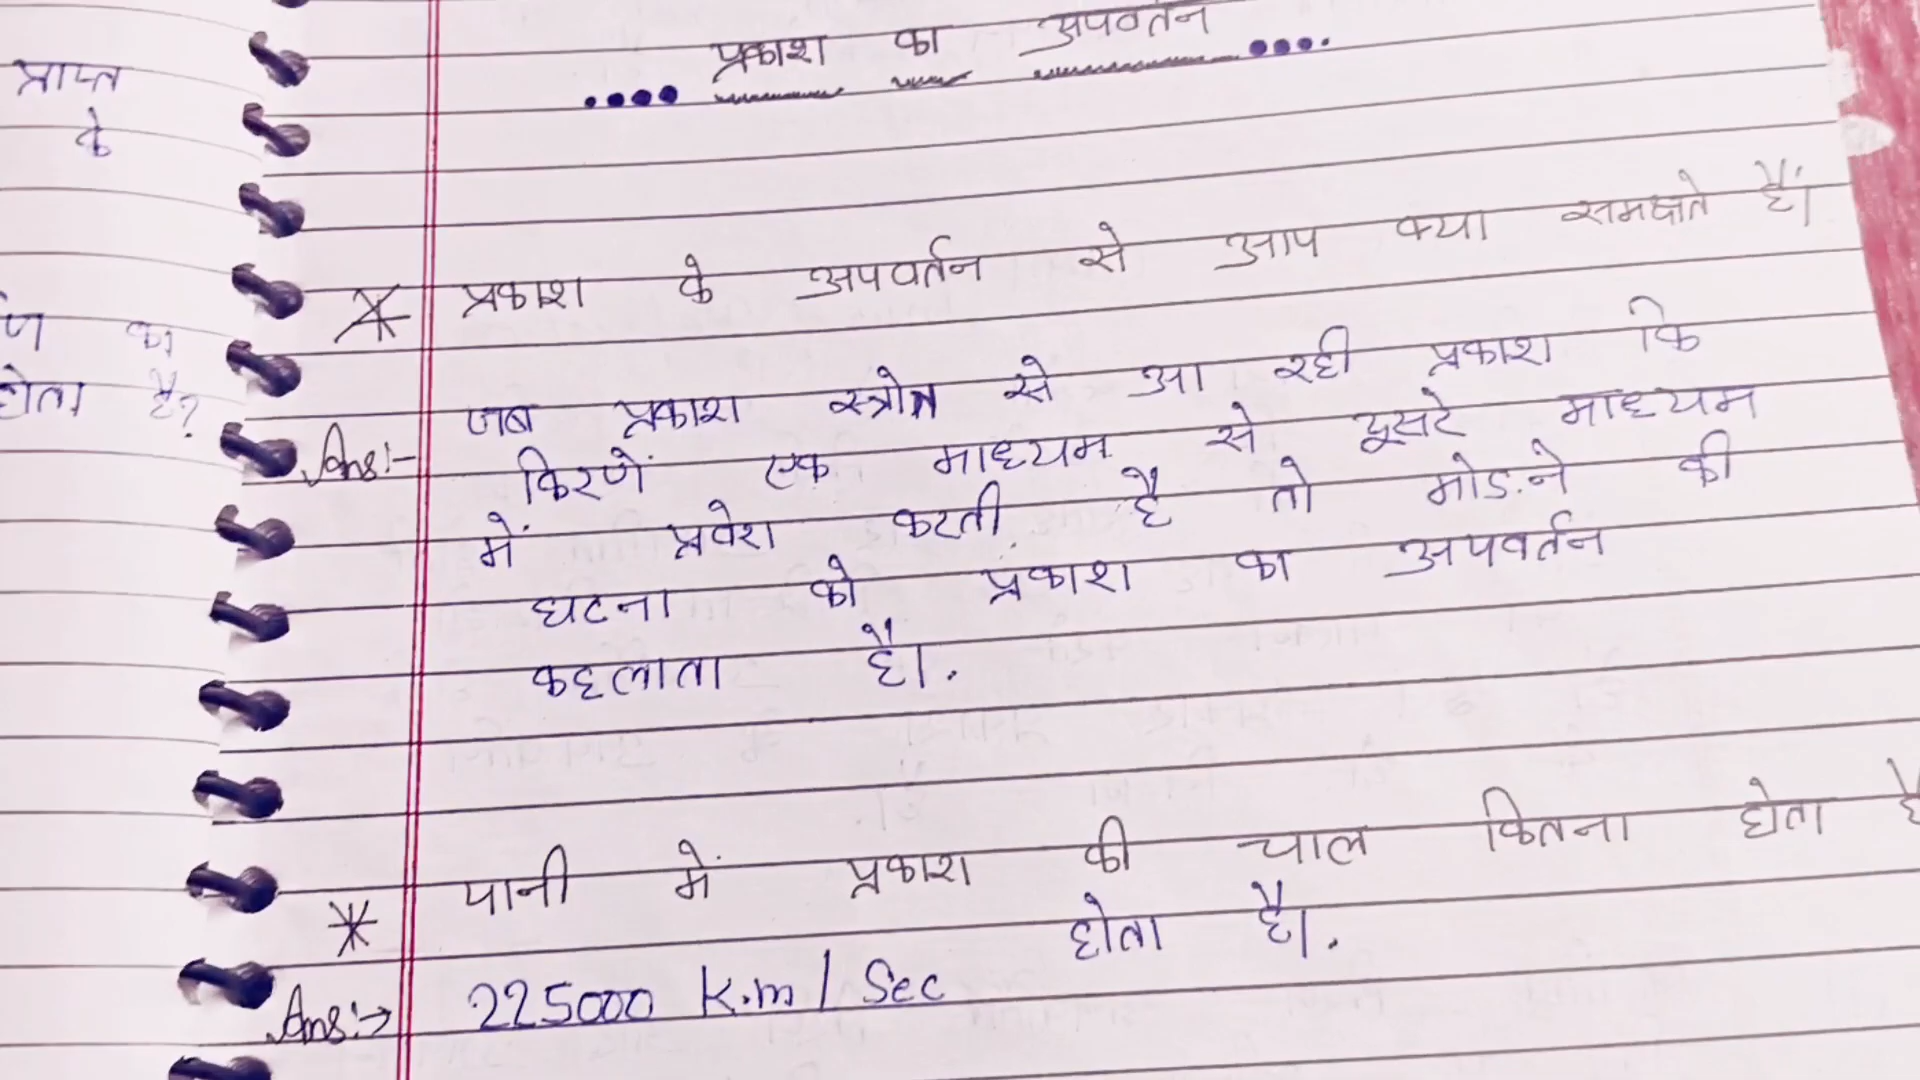 प्राप्त
के
ण का
होता है?
.... प्रकाश का अपवर्तन ....
* प्रकाश के अपवर्तन से आप क्या समझते हैं।
Ans:- जब प्रकाश स्त्रोत से आ रही प्रकाश कि
किरणें एक माध्यम से दूसरे माध्यम
में प्रवेश करती है तो मोड.ने की
घटना को प्रकाश का अपवर्तन
कहलाता है।.
* पानी में प्रकाश की चाल कितना होता है
Ans:→ 225000 K.m / Sec होता है।.